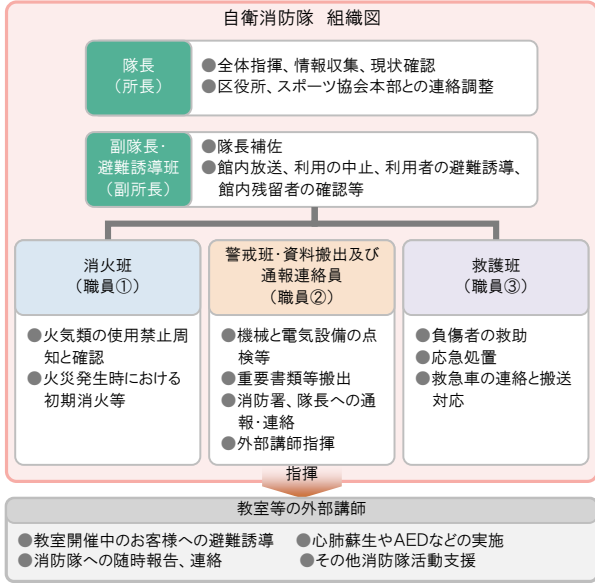 自衛消防隊 組織図
隊長
(所長)
●全体指揮、情報収集、現状確認
●区役所、スポーツ協会本部との連絡調整
副隊長・
避難誘導班
(副所長)
●隊長補佐
●館内放送、利用の中止、利用者の避難誘導、
館内残留者の確認等
消火班
(職員①)
●火気類の使用禁止周
知と確認
●火災発生時における
初期消火等
警戒班・資料搬出及び
通報連絡員
(職員②)
●機械と電気設備の点
検等
●重要書類等搬出
●消防署、隊長への通
報・連絡
●外部講師指揮
救護班
(職員③)
●負傷者の救助
●応急処置
●救急車の連絡と搬送
対応
指揮
教室等の外部講師
●教室開催中のお客様への避難誘導
●心肺蘇生やAEDなどの実施
●消防隊への随時報告、連絡
●その他消防隊活動支援